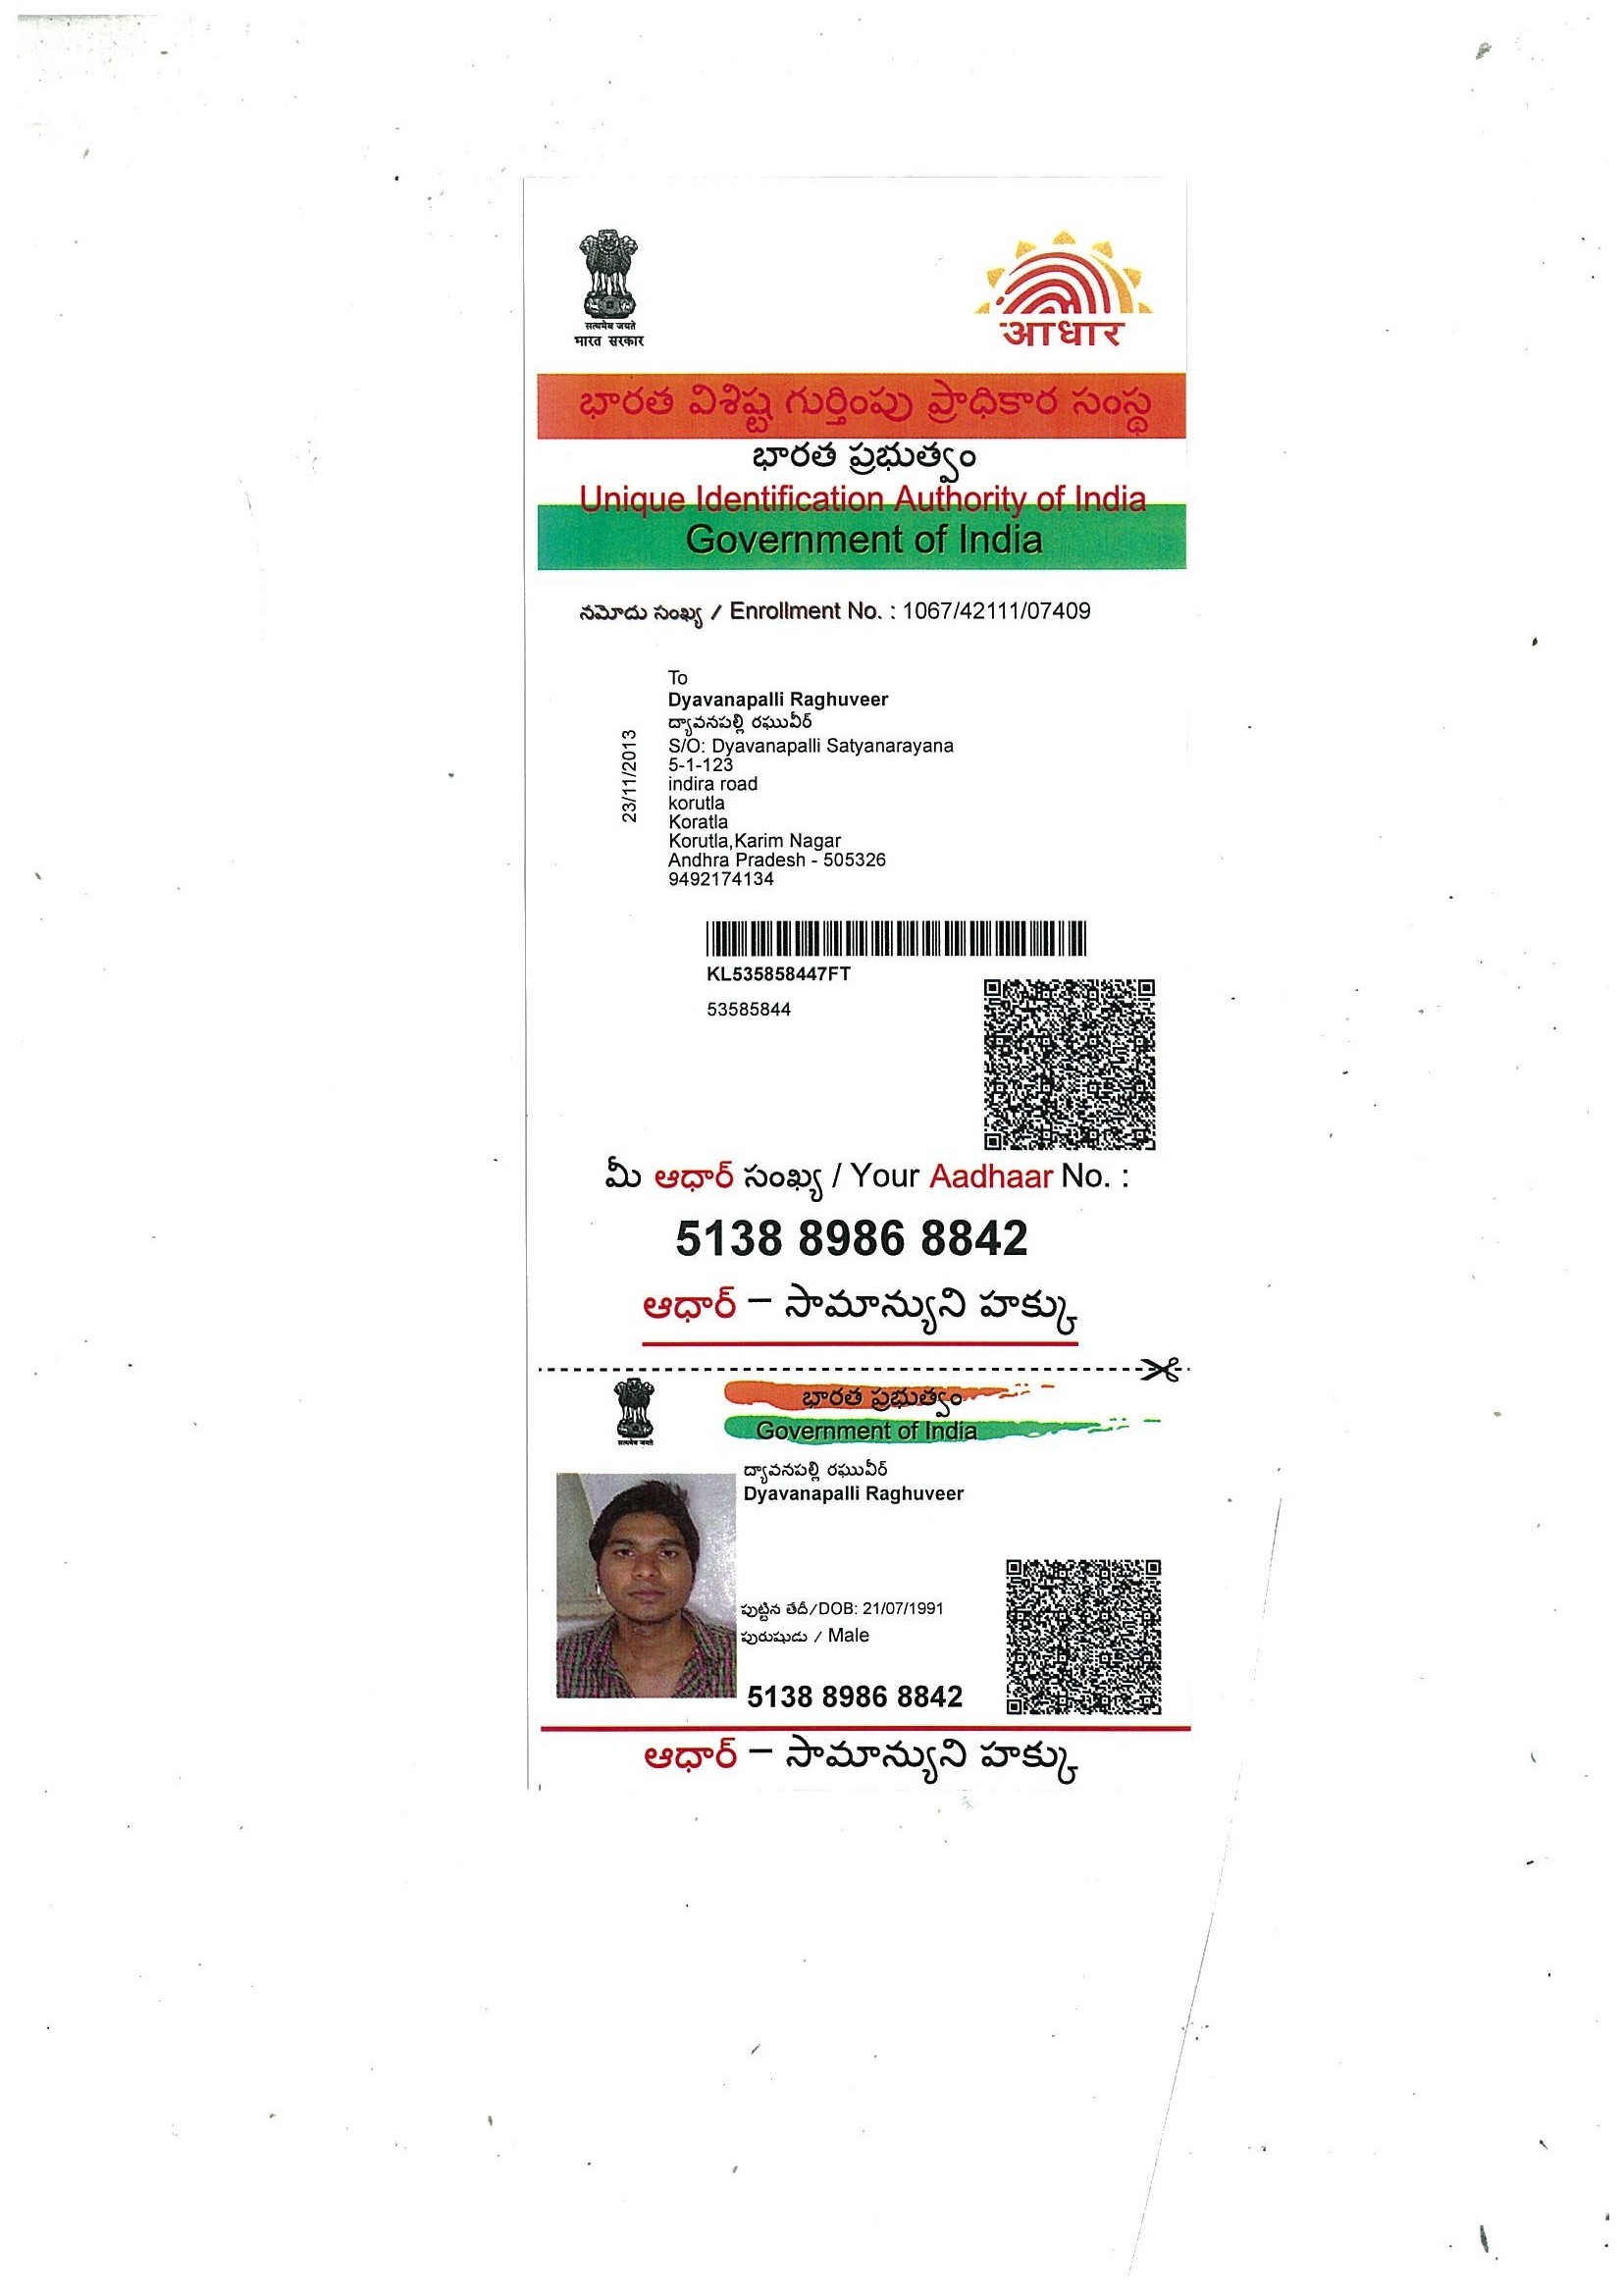 सत्यमेव जयते
भारत सरकार
आधार
భారత విశిష్ట గుర్తింపు ప్రాధికార సంస్థ
భారత ప్రభుత్వం
Unique Identification Authority of India
Government of India
నమోదు సంఖ్య / Enrollment No. : 1067/42111/07409
23/11/2013
To
Dyavanapalli Raghuveer
ద్యావనపల్లి రఘువీర్
S/O: Dyavanapalli Satyanarayana
5-1-123
indira road
korutla
Koratla
Korutla,Karim Nagar
Andhra Pradesh - 505326
9492174134
KL535858447FT
53585844
మీ ఆధార్ సంఖ్య / Your Aadhaar No. :
5138 8986 8842
ఆధార్ – సామాన్యుని హక్కు
सत्यमेव जयते
భారత ప్రభుత్వం
Government of India
ద్యావనపల్లి రఘువీర్
Dyavanapalli Raghuveer
పుట్టిన తేదీ/DOB: 21/07/1991
పురుషుడు / Male
5138 8986 8842
ఆధార్ – సామాన్యుని హక్కు